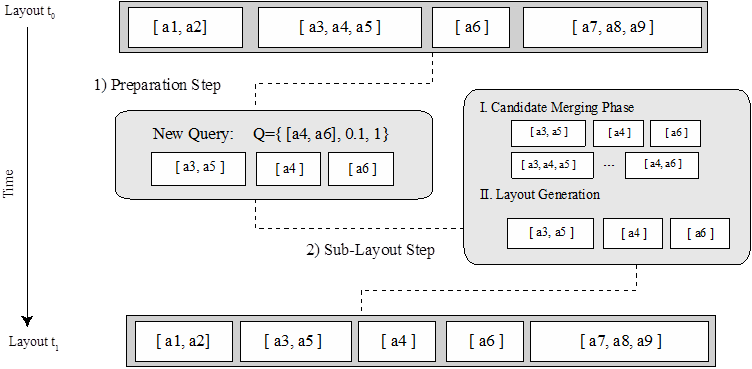 Layout t0
[ a1, a2]
[ a3, a4, a5 ]
[ a6 ]
[ a7, a8, a9 ]
1) Preparation Step
New Query: Q={ [a4, a6], 0.1, 1}
[ a3, a5 ]
[ a4 ]
[ a6 ]
I. Candidate Merging Phase
[ a3, a5 ]
[ a4 ]
[ a6 ]
[ a3, a4, a5 ]
...
[ a4, a6 ]
II. Layout Generation
[ a3, a5 ]
[ a4 ]
[ a6 ]
Time
2) Sub-Layout Step
Layout t1
[ a1, a2]
[ a3, a5 ]
[ a4 ]
[ a6 ]
[ a7, a8, a9 ]